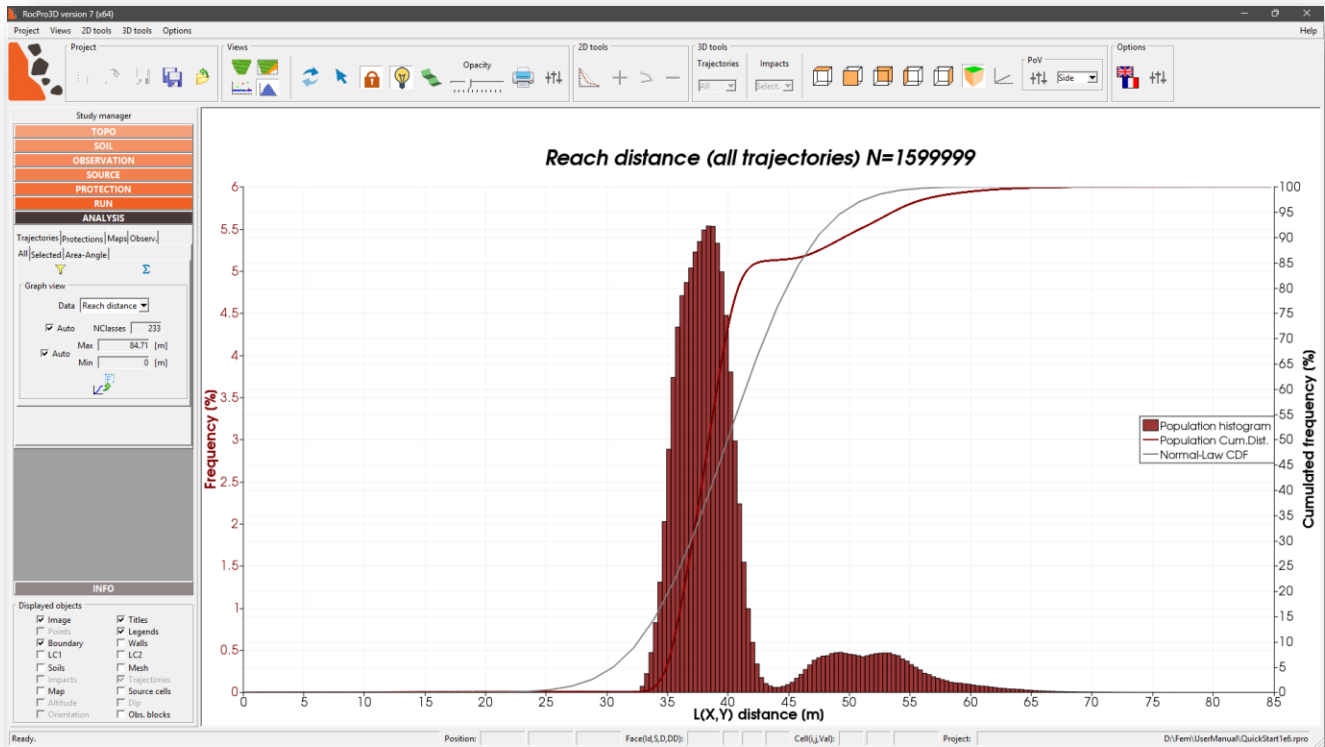 RocPro3D version 7 (x64)
Project Views 2D tools 3D tools Options Help
Project
Views
Opacity
2D tools
3D tools
Trajectories
All
Impacts
Select.
PoV
Side
Options
Study manager
TOPO
SOIL
OBSERVATION
SOURCE
PROTECTION
RUN
ANALYSIS
Trajectories Protections Maps Observ.
All Selected Area-Angle
Σ
Graph view
Data Reach distance
Auto NClasses 233
Auto
Max 84.71 [m]
Min 0 [m]
INFO
Displayed objects
Image Titles
Points Legends
Boundary Walls
LC1 LC2
Soils Mesh
Impacts Trajectories
Map Source cells
Altitude Dip
Orientation Obs. blocks
Reach distance (all trajectories) N=1599999
Frequency (%)
6
5.5
5
4.5
4
3.5
3
2.5
2
1.5
1
0.5
0
0 5 10 15 20 25 30 35 40 45 50 55 60 65 70 75 80 85
L(X,Y) distance (m)
100
95
90
85
80
75
70
65
60
55
50
45
40
35
30
25
20
15
10
5
0
Cumulated frequency (%)
Population histogram
Population Cum.Dist.
Normal-Law CDF
Ready. Position: Face(Id,S,D,DD): Cell(i,j,Val): Project: D:\Fem\UserManual\QuickStart1e6.rpro